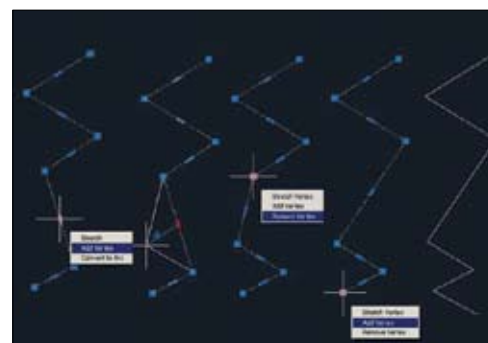 Stretch
Add Vertex
Convert to Arc
Stretch Vertex
Add Vertex
Remove Vertex
Stretch Vertex
Add Vertex
Remove Vertex